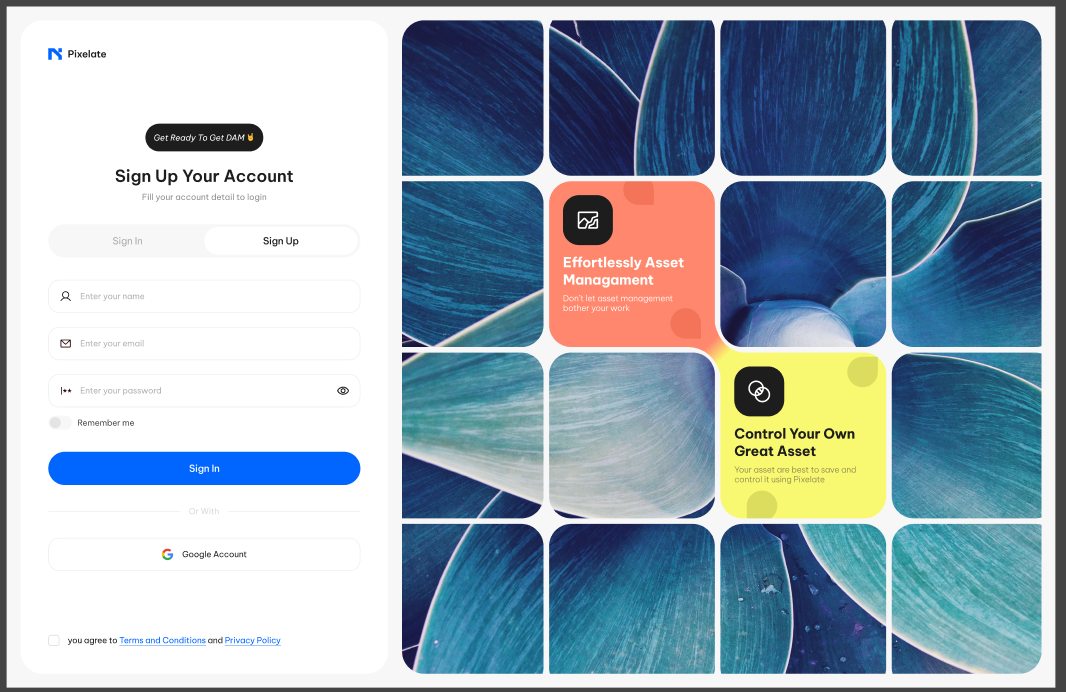 Pixelate
Get Ready To Get DAM 🤘
Sign Up Your Account
Fill your account detail to login
Sign In
Sign Up
Enter your name
Enter your email
Enter your password
Remember me
Sign In
Or With
Google Account
you agree to Terms and Conditions and Privacy Policy
Effortlessly Asset
Managament
Don't let asset management
bother your work
Control Your Own
Great Asset
Your asset are best to save and
control it using Pixelate